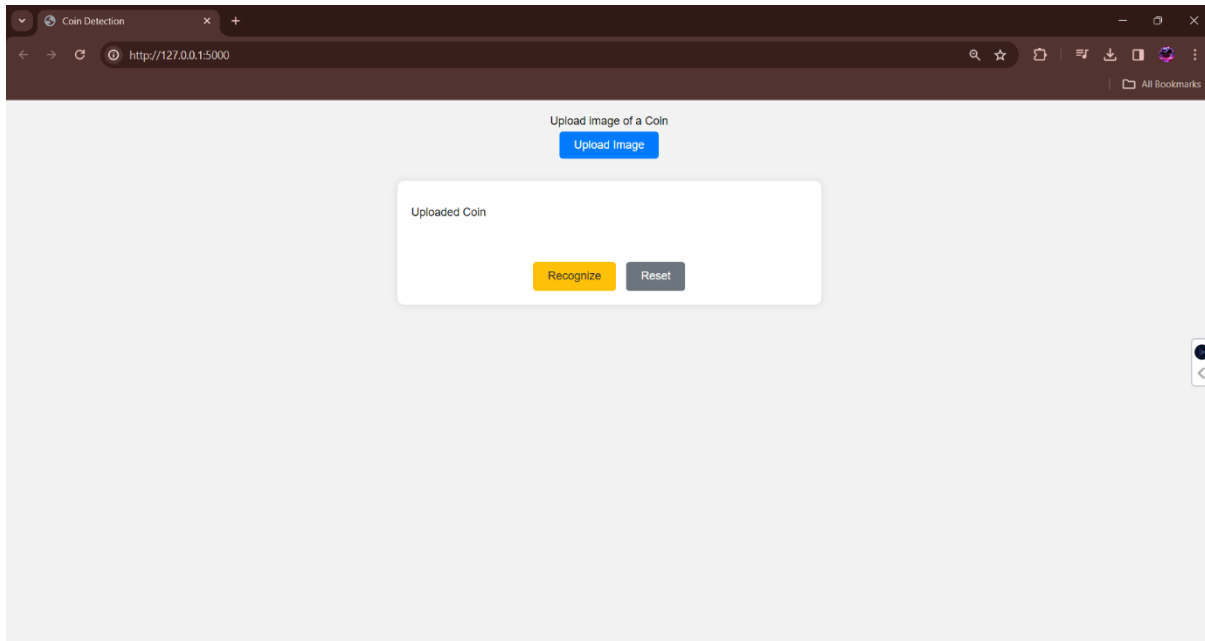 Coin Detection
http://127.0.0.1:5000
All Bookmarks
Upload image of a Coin
Upload Image
Uploaded Coin
Recognize Reset